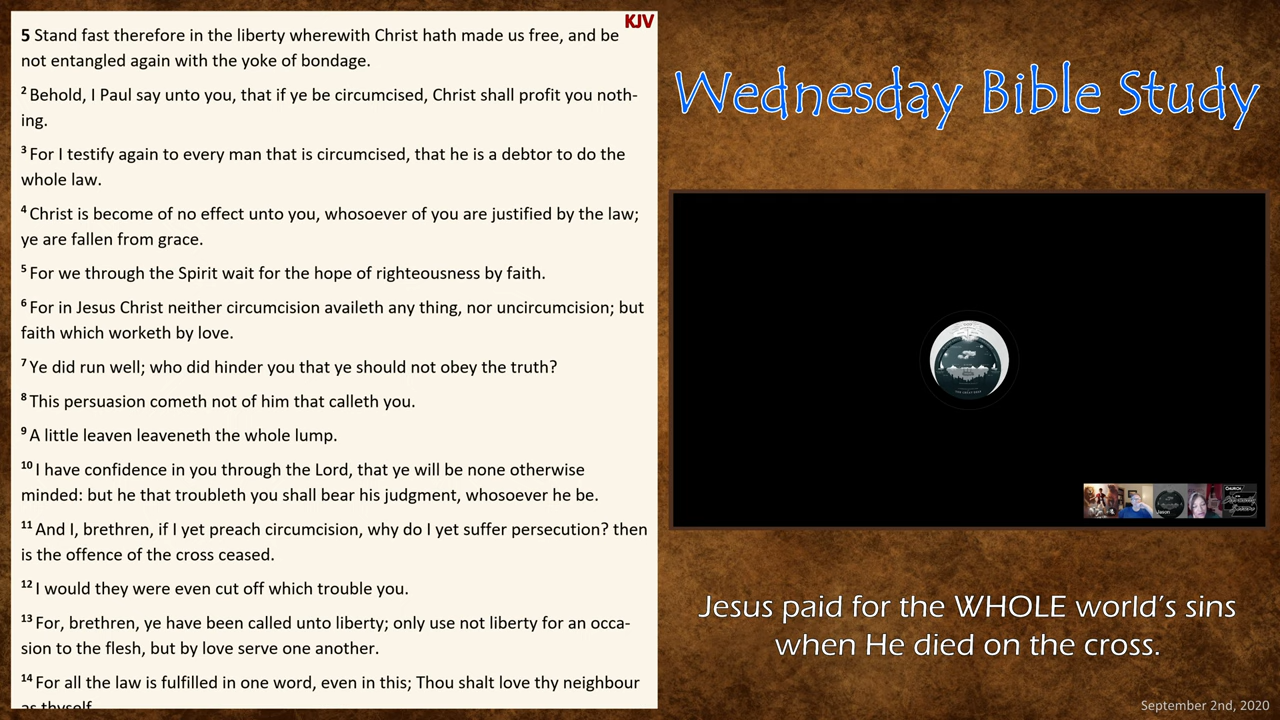 KJV
5 Stand fast therefore in the liberty wherewith Christ hath made us free, and be
not entangled again with the yoke of bondage.
2 Behold, I Paul say unto you, that if ye be circumcised, Christ shall profit you noth-
ing.
3 For I testify again to every man that is circumcised, that he is a debtor to do the
whole law.
4 Christ is become of no effect unto you, whosoever of you are justified by the law;
ye are fallen from grace.
5 For we through the Spirit wait for the hope of righteousness by faith.
6 For in Jesus Christ neither circumcision availeth any thing, nor uncircumcision; but
faith which worketh by love.
7 Ye did run well; who did hinder you that ye should not obey the truth?
8 This persuasion cometh not of him that calleth you.
9 A little leaven leaveneth the whole lump.
10 I have confidence in you through the Lord, that ye will be none otherwise
minded: but he that troubleth you shall bear his judgment, whosoever he be.
11 And I, brethren, if I yet preach circumcision, why do I yet suffer persecution? then
is the offence of the cross ceased.
12 I would they were even cut off which trouble you.
13 For, brethren, ye have been called unto liberty; only use not liberty for an occa-
sion to the flesh, but by love serve one another.
14 For all the law is fulfilled in one word, even in this; Thou shalt love thy neighbour
as thyself
Wednesday Bible Study
Jason
CHURCH
Jesus paid for the WHOLE world's sins
when He died on the cross.
September 2nd, 2020